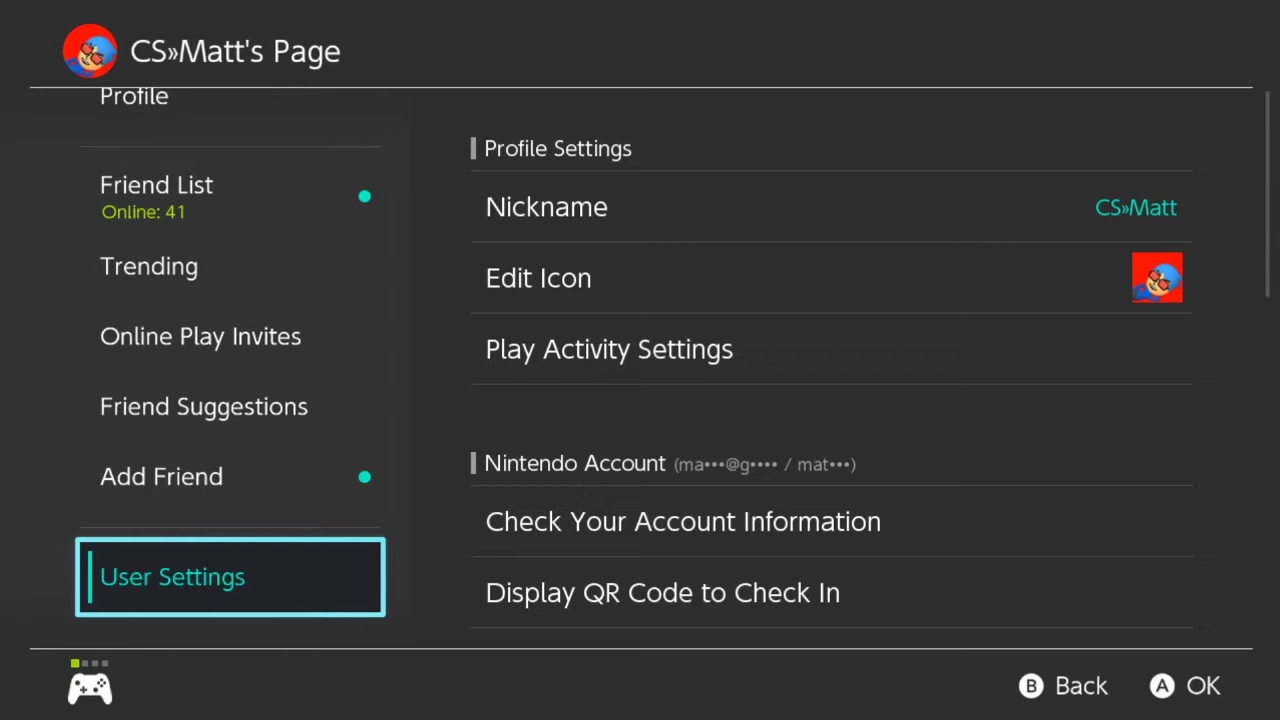 CS»Matt's Page
Profile
Friend List
Online: 41
Trending
Online Play Invites
Friend Suggestions
Add Friend
User Settings
Profile Settings
Nickname CS»Matt
Edit Icon
Play Activity Settings
Nintendo Account (ma•••@g•••• / mat•••)
Check Your Account Information
Display QR Code to Check In
B Back A OK